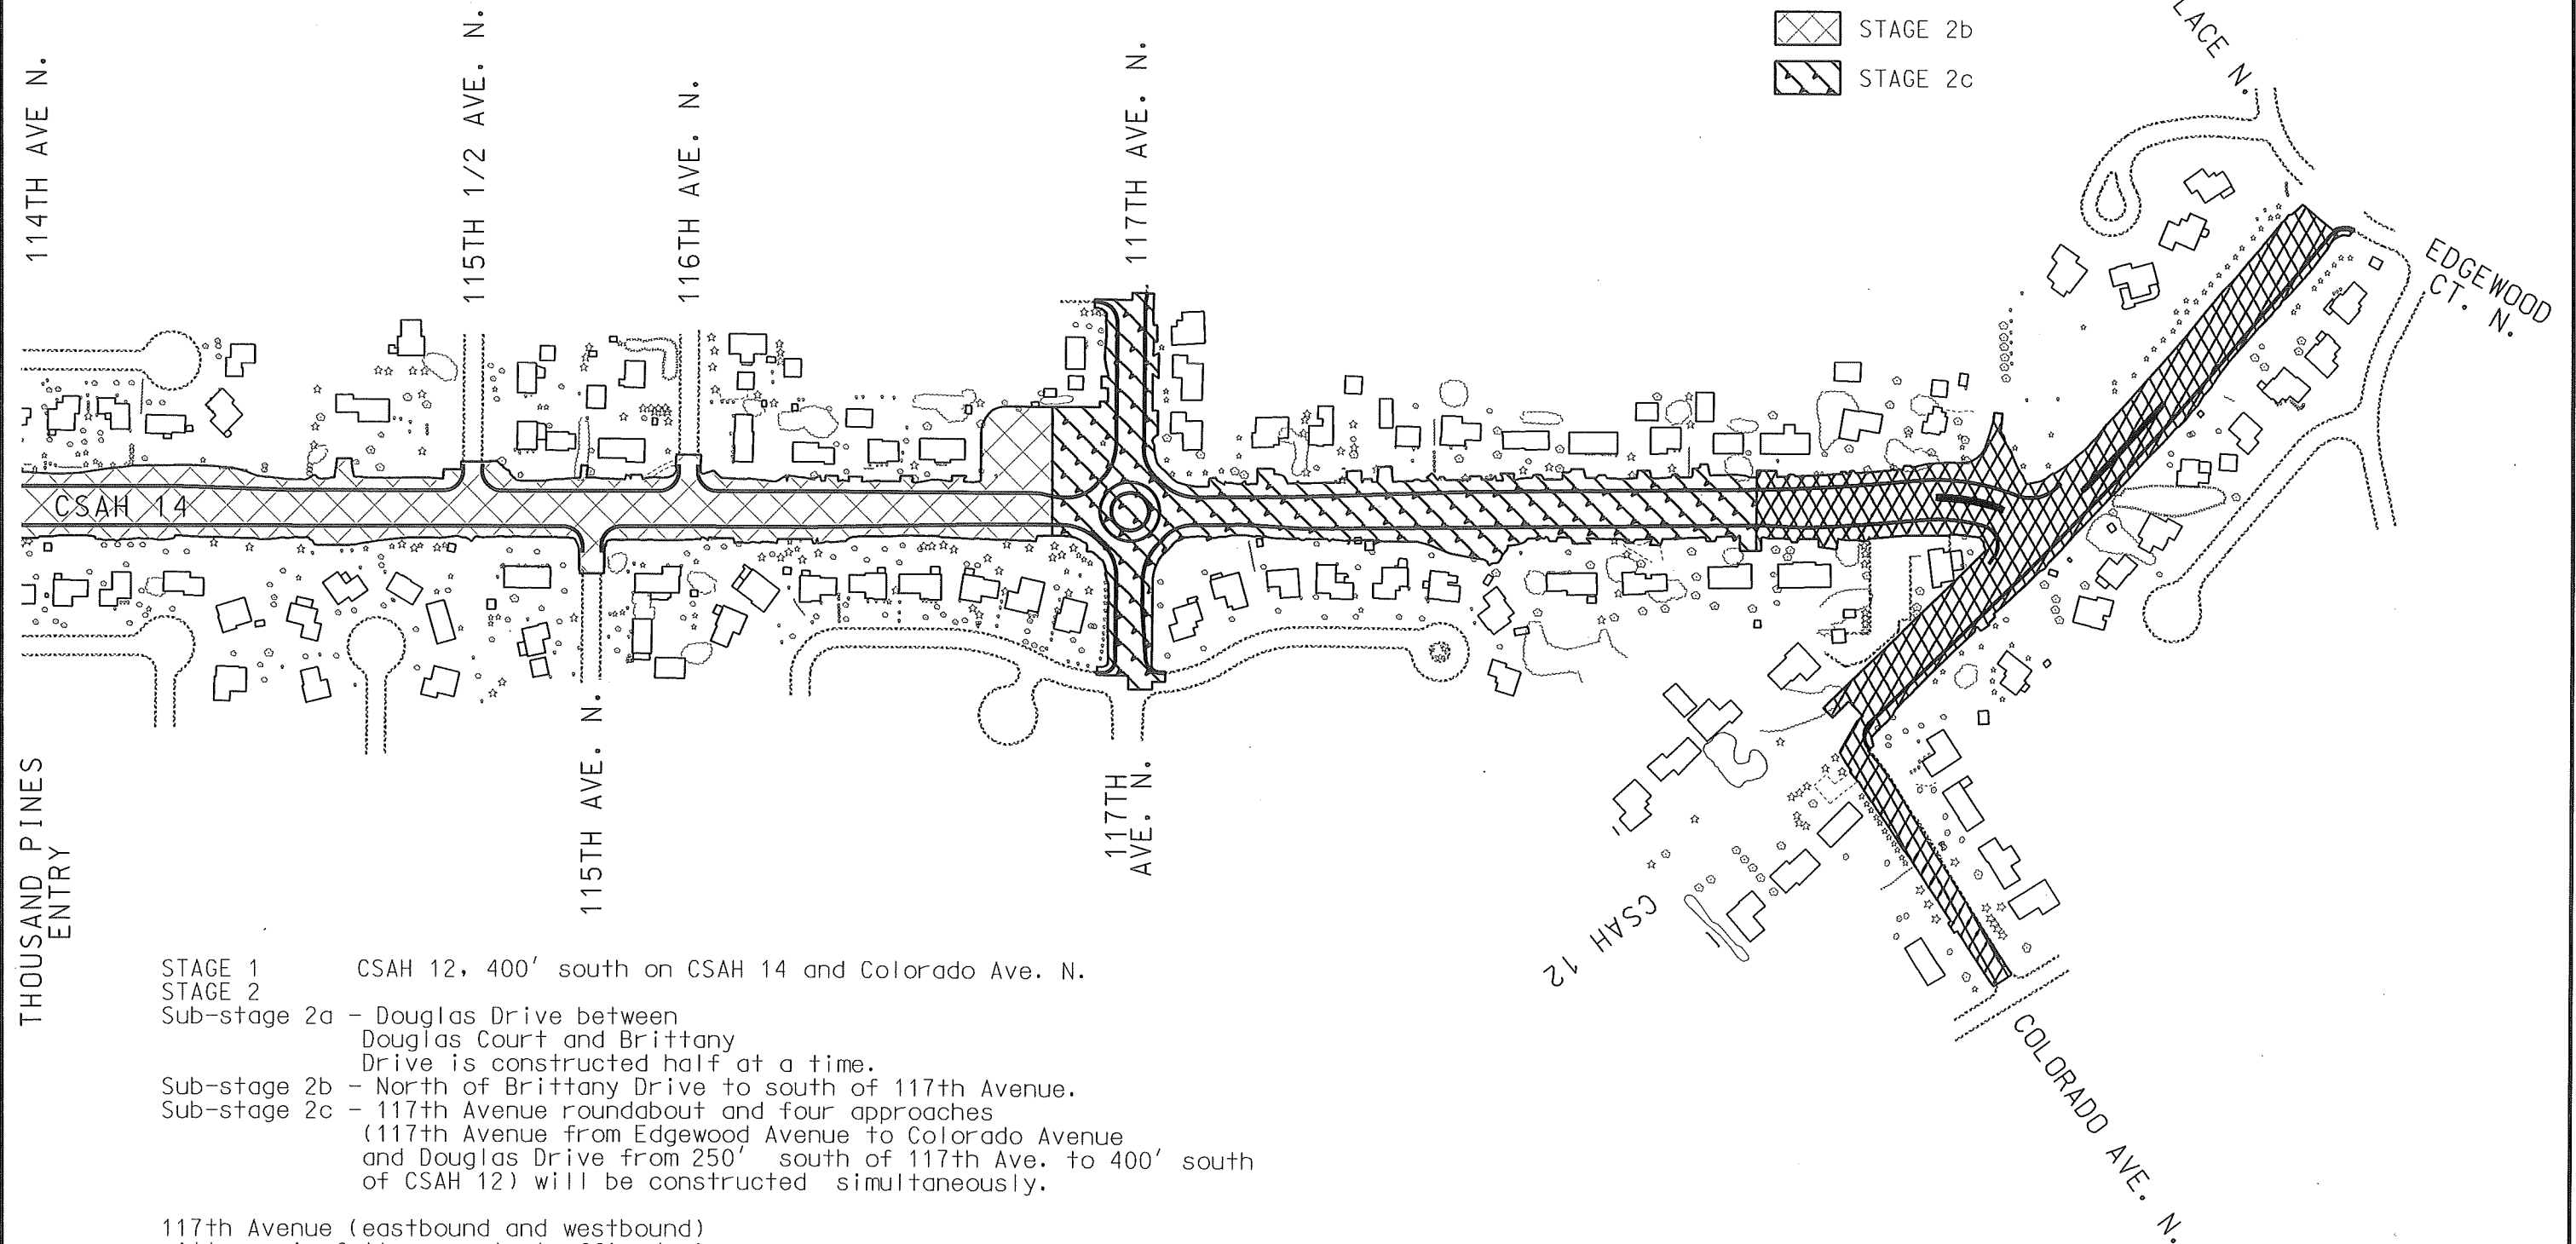 STAGE 2b
STAGE 2c
LACE N.
114TH AVE N.
115TH 1/2 AVE. N.
116TH AVE. N.
117TH AVE. N.
EDGEWOOD
CT. N.
CSAH 14
THOUSAND PINES
ENTRY
115TH AVE. N.
117TH
AVE. N.
CSAH 12
COLORADO AVE. N.
STAGE 1 CSAH 12, 400' south on CSAH 14 and Colorado Ave. N.
STAGE 2
Sub-stage 2a - Douglas Drive between
Douglas Court and Brittany
Drive is constructed half at a time.
Sub-stage 2b - North of Brittany Drive to south of 117th Avenue.
Sub-stage 2c - 117th Avenue roundabout and four approaches
(117th Avenue from Edgewood Avenue to Colorado Avenue
and Douglas Drive from 250' south of 117th Ave. to 400' south
of CSAH 12) will be constructed simultaneously.
117th Avenue (eastbound and westbound)